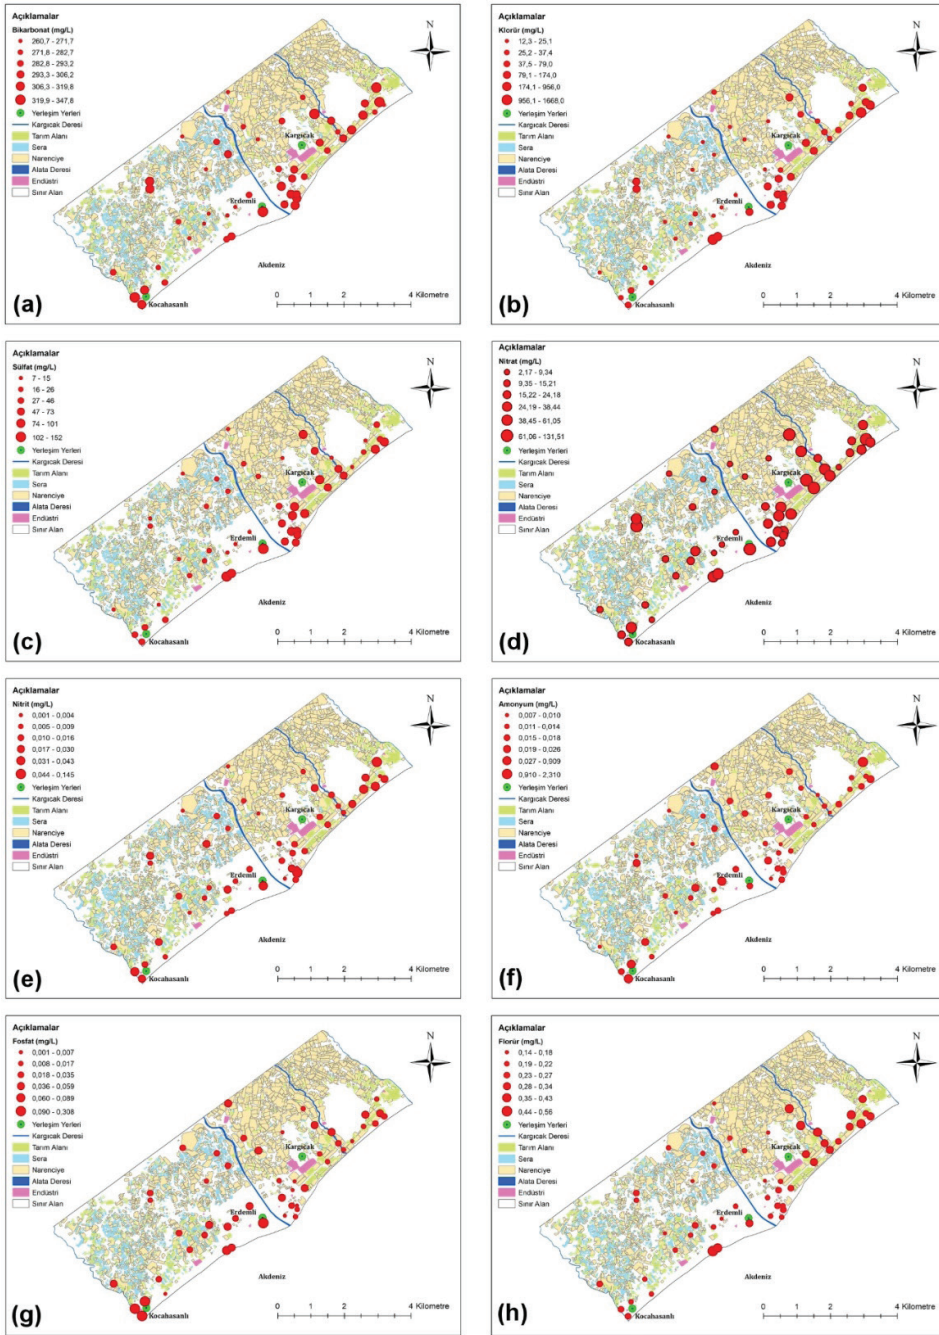 Açıklamalar
Bikarbonat (mg/L)
260,7 - 271,7
271,8 - 282,7
282,8 - 293,2
293,3 - 306,2
306,3 - 319,8
319,9 - 347,8
Yerleşim Yerleri
Kargıcak Deresi
Tarım Alanı
Sera
Narenciye
Alata Deresi
Endüstri
Sınır Alan
N
Kargıcak
Erdemli
Akdeniz
Kocahasanlı
0 1 2 4 Kilometre
(a)
Açıklamalar
Klorür (mg/L)
12,3 - 25,1
25,2 - 37,4
37,5 - 79,0
79,1 - 174,0
174,1 - 956,0
956,1 - 1668,0
Yerleşim Yerleri
Kargıcak Deresi
Tarım Alanı
Sera
Narenciye
Alata Deresi
Endüstri
Sınır Alan
N
Kargıcak
Erdemli
Akdeniz
Kocahasanlı
0 1 2 4 Kilometre
(b)
Açıklamalar
Sülfat (mg/L)
7 - 15
16 - 26
27 - 46
47 - 73
74 - 101
102 - 152
Yerleşim Yerleri
Kargıcak Deresi
Tarım Alanı
Sera
Narenciye
Alata Deresi
Endüstri
Sınır Alan
N
Kargıcak
Erdemli
Akdeniz
Kocahasanlı
0 1 2 4 Kilometre
(c)
Açıklamalar
Nitrat (mg/L)
2,17 - 9,34
9,35 - 15,21
15,22 - 24,18
24,19 - 38,44
38,45 - 61,05
61,06 - 131,51
Yerleşim Yerleri
Kargıcak Deresi
Tarım Alanı
Sera
Narenciye
Alata Deresi
Endüstri
Sınır Alan
N
Kargıcak
Erdemli
Akdeniz
Kocahasanlı
0 1 2 4 Kilometre
(d)
Açıklamalar
Nitrit (mg/L)
0,001 - 0,004
0,005 - 0,009
0,010 - 0,016
0,017 - 0,030
0,031 - 0,043
0,044 - 0,145
Yerleşim Yerleri
Kargıcak Deresi
Tarım Alanı
Sera
Narenciye
Alata Deresi
Endüstri
Sınır Alan
N
Kargıcak
Erdemli
Akdeniz
Kocahasanlı
0 1 2 4 Kilometre
(e)
Açıklamalar
Amonyum (mg/L)
0,007 - 0,010
0,011 - 0,014
0,015 - 0,018
0,019 - 0,026
0,027 - 0,909
0,910 - 2,310
Yerleşim Yerleri
Kargıcak Deresi
Tarım Alanı
Sera
Narenciye
Alata Deresi
Endüstri
Sınır Alan
N
Kargıcak
Erdemli
Akdeniz
Kocahasanlı
0 1 2 4 Kilometre
(f)
Açıklamalar
Fosfat (mg/L)
0,001 - 0,007
0,008 - 0,017
0,018 - 0,035
0,036 - 0,059
0,060 - 0,089
0,090 - 0,308
Yerleşim Yerleri
Kargıcak Deresi
Tarım Alanı
Sera
Narenciye
Alata Deresi
Endüstri
Sınır Alan
N
Kargıcak
Erdemli
Akdeniz
Kocahasanlı
0 1 2 4 Kilometre
(g)
Açıklamalar
Florür (mg/L)
0,14 - 0,18
0,19 - 0,22
0,23 - 0,27
0,28 - 0,34
0,35 - 0,43
0,44 - 0,56
Yerleşim Yerleri
Kargıcak Deresi
Tarım Alanı
Sera
Narenciye
Alata Deresi
Endüstri
Sınır Alan
N
Kargıcak
Erdemli
Akdeniz
Kocahasanlı
0 1 2 4 Kilometre
(h)